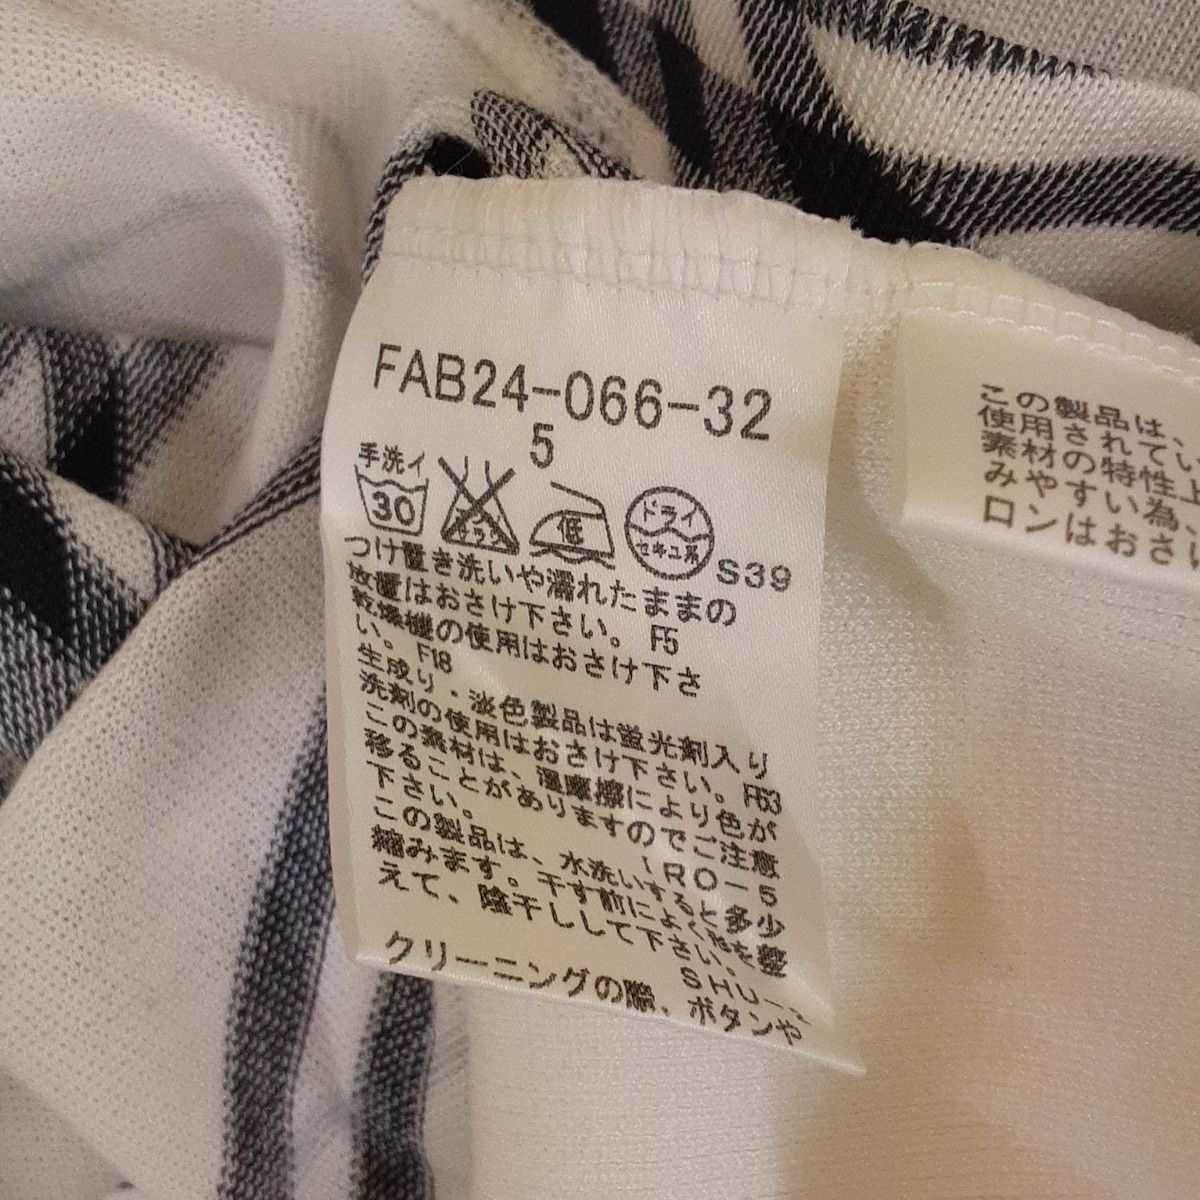 FAB24-066-32
5
手洗イ
30
エンソサラシ
低
ドライ
セキユ系
S39
つけ置き洗いや濡れたままの
放置はおさけ下さい。 F5
乾燥機の使用はおさけ下さ
い。 F18
生成り・淡色製品は蛍光剤入り
洗剤の使用はおさけ下さい。F63
この素材は、湿摩擦により色が
移ることがありますのでご注意
下さい。
IRO-5
この製品は、水洗いすると多少
縮みます。干す前によく形を整
えて、陰干しして下さい。
SHU-
クリーニングの際、ボタンや
この製品は、
使用されてい
素材の特性上
みやすい為、
ロンはおさけ